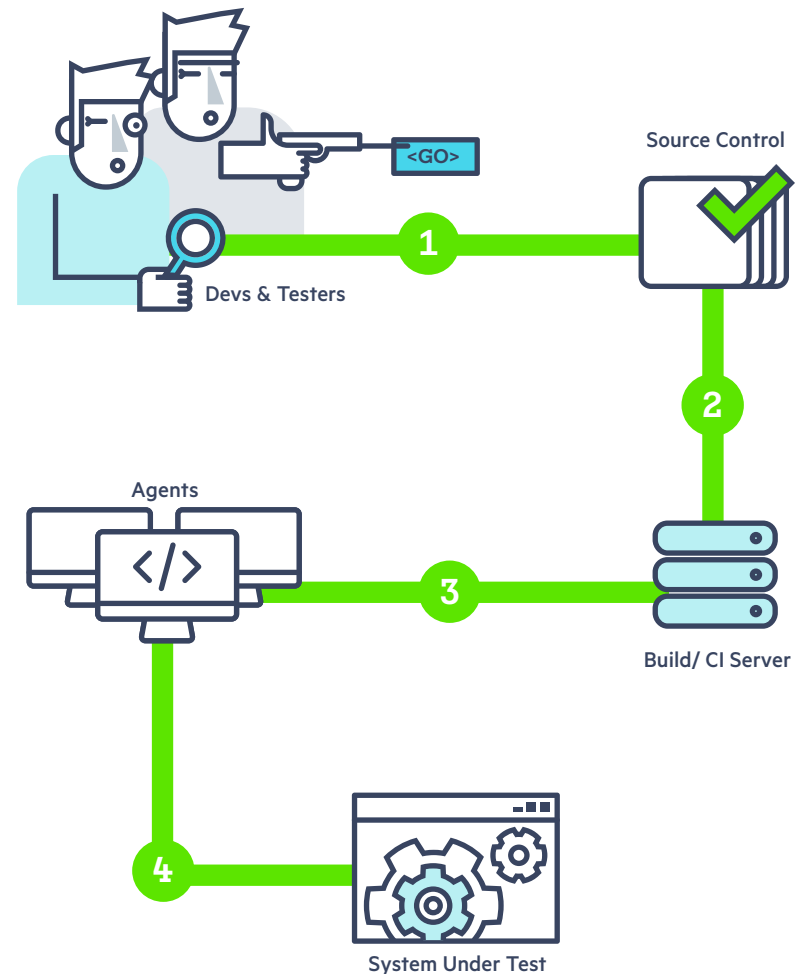 <GO>
Source Control
1
Devs & Testers
2
Agents
</>
3
Build/ CI Server
4
System Under Test